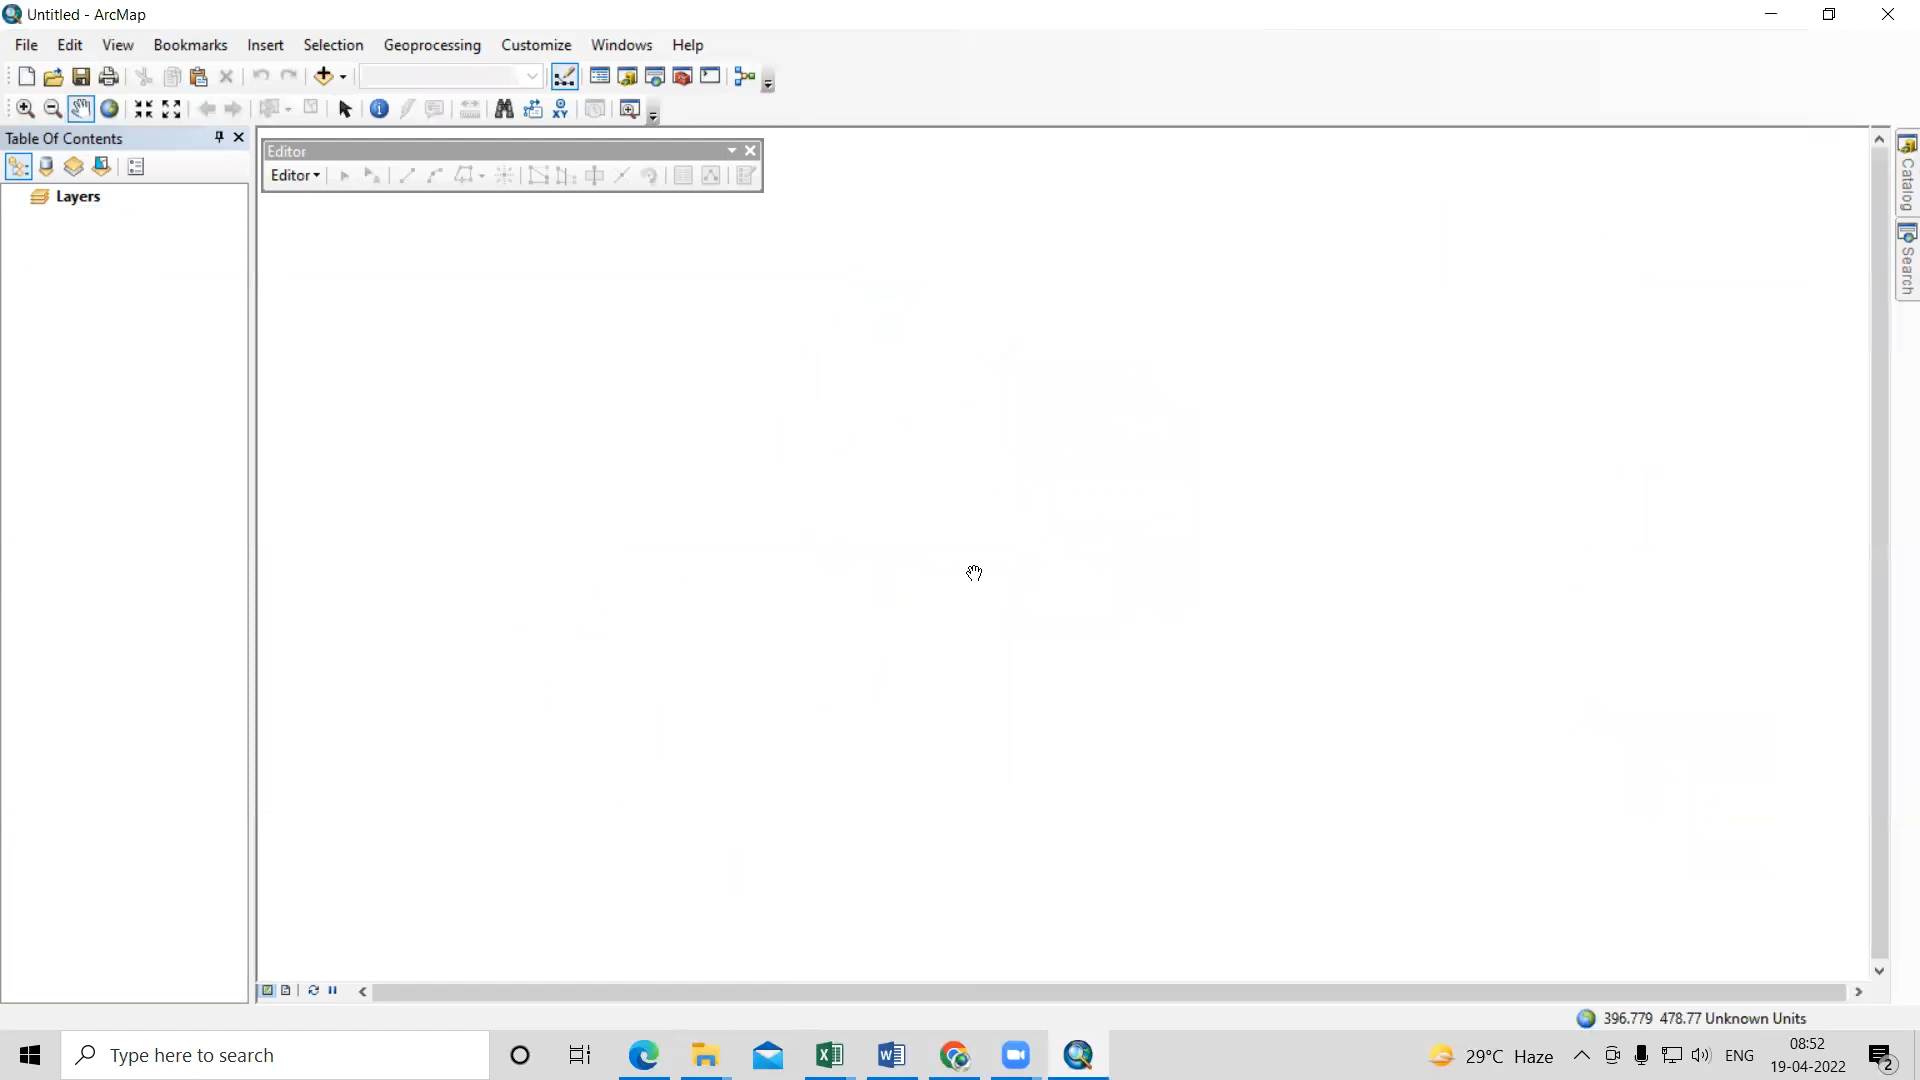 Untitled - ArcMap
File Edit View Bookmarks Insert Selection Geoprocessing Customize Windows Help
Table Of Contents
Layers
Editor
Editor
Catalog
Search
396.779 478.77 Unknown Units
Type here to search
29°C Haze
ENG
08:52
19-04-2022
2